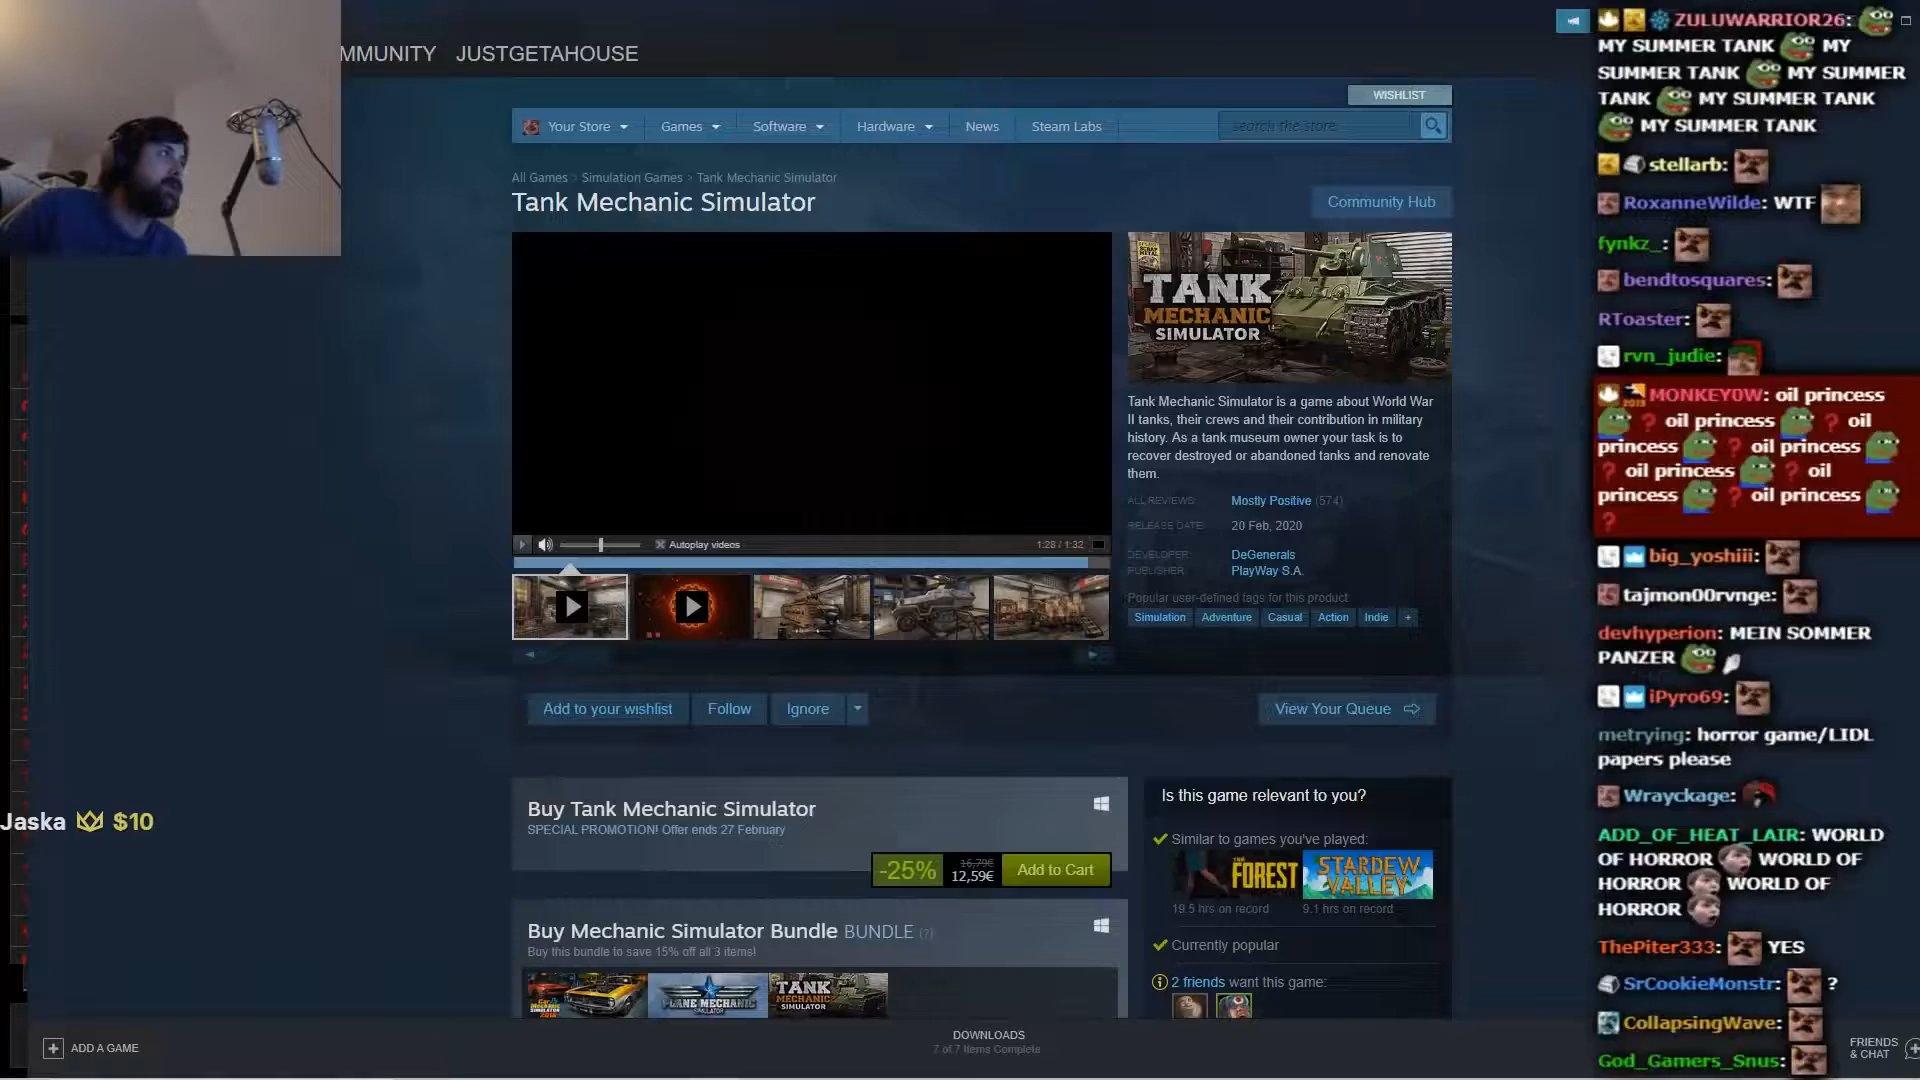 MMUNITY JUSTGETAHOUSE
WISHLIST
Your Store Games Software Hardware News Steam Labs search the store
All Games > Simulation Games > Tank Mechanic Simulator
Tank Mechanic Simulator
Community Hub
TANK
MECHANIC
SIMULATOR
Tank Mechanic Simulator is a game about World War
II tanks, their crews and their contribution in military
history. As a tank museum owner your task is to
recover destroyed or abandoned tanks and renovate
them.
ALL REVIEWS: Mostly Positive (574)
RELEASE DATE: 20 Feb, 2020
DEVELOPER: DeGenerals
PUBLISHER: PlayWay S.A.
Popular user-defined tags for this product
Simulation Adventure Casual Action Indie +
Autoplay videos 1:28 / 1:32
Add to your wishlist Follow Ignore View Your Queue
Buy Tank Mechanic Simulator
SPECIAL PROMOTION! Offer ends 27 February
-25% 16,79€ 12,59€ Add to Cart
Buy Mechanic Simulator Bundle BUNDLE (?)
Buy this bundle to save 15% off all 3 items!
PLANE MECHANIC
SIMULATOR
TANK
MECHANIC
SIMULATOR
Is this game relevant to you?
Similar to games you've played:
THE FOREST STARDEW VALLEY
19.5 hrs on record 9.1 hrs on record
Currently popular
2 friends want this game:
Jaska $10
ADD A GAME
DOWNLOADS
7 of 7 Items Complete
FRIENDS
& CHAT
ZULUWARRIOR26:
MY SUMMER TANK MY
SUMMER TANK MY SUMMER
TANK MY SUMMER TANK
MY SUMMER TANK
stellarb:
RoxanneWilde: WTF
fynkz_:
bendtosquares:
RToaster:
rvn_judie:
2013 MONKEY0W: oil princess
? oil princess ? oil
princess ? oil princess
? oil princess ? oil
princess ? oil princess
?
big_yoshiii:
tajmon00rvnge:
devhyperion: MEIN SOMMER
PANZER
iPyro69:
metrying: horror game/LIDL
papers please
Wrayckage:
ADD_OF_HEAT_LAIR: WORLD
OF HORROR WORLD OF
HORROR WORLD OF
HORROR
ThePiter333: YES
SrCookieMonstr: ?
CollapsingWave:
God_Gamers_Snus: